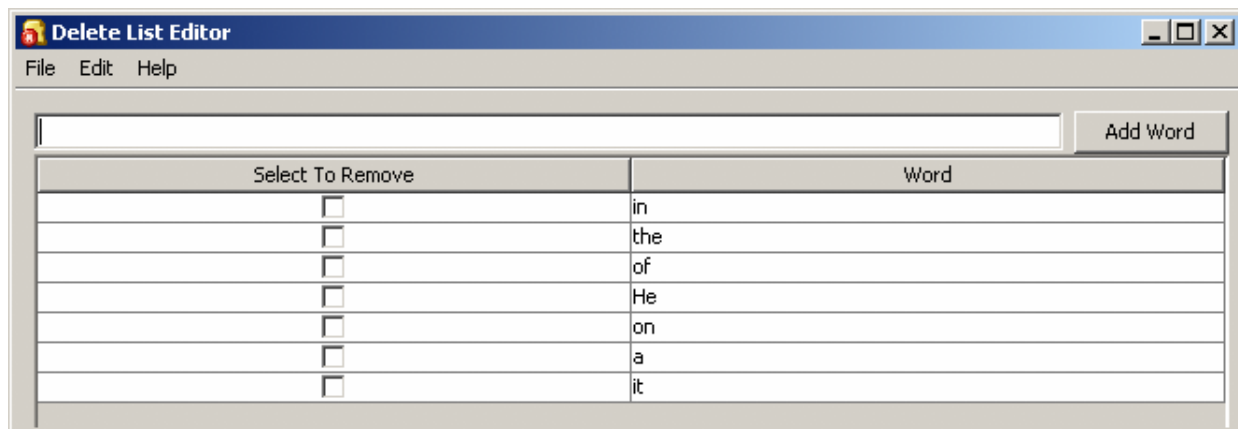 Delete List Editor
File Edit Help
Add Word
Select To Remove Word
in
the
of
He
on
a
it